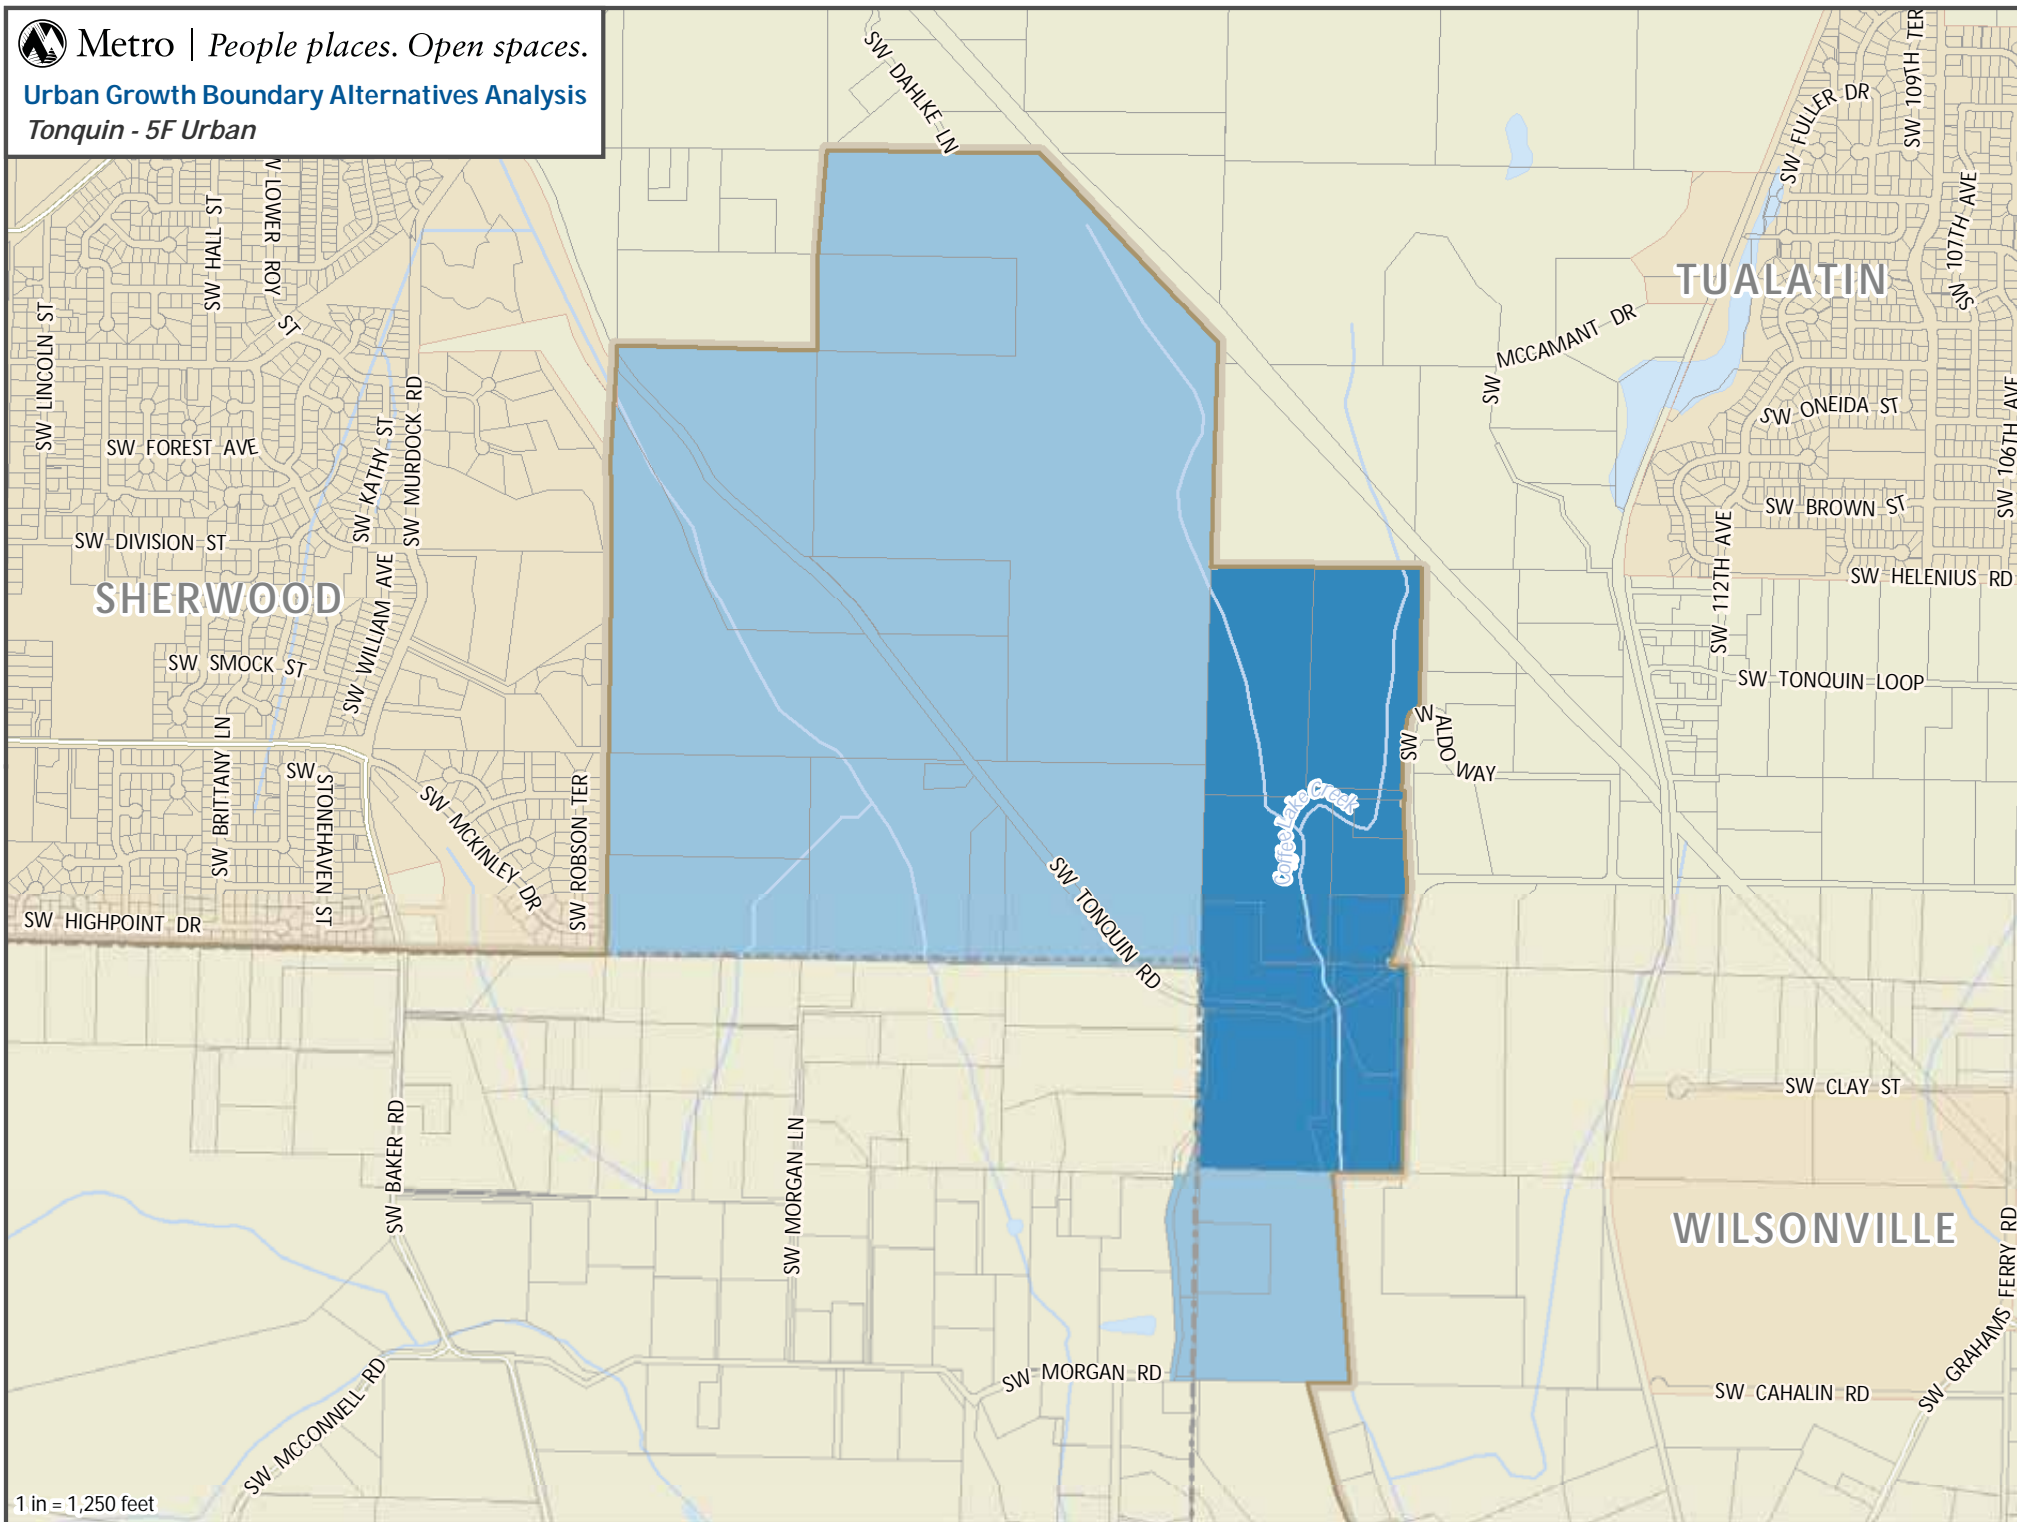 Metro | People places. Open spaces.
Urban Growth Boundary Alternatives Analysis
Tonquin - 5F Urban
SW DAHLKE LN
SW FULLER DR
SW 109TH TER
SW 107TH AVE
TUALATIN
W LOWER ROY ST
SW HALL ST
SW LINCOLN ST
SW MCCAMANT DR
SW ONEIDA ST
SW 106TH AVE
SW FOREST AVE
SW KATHY ST
SW MURDOCK RD
SW BROWN ST
SW DIVISION ST
SW 112TH AVE
SW HELENIUS RD
SHERWOOD
SW WILLIAM AVE
SW SMOCK ST
SW TONQUIN LOOP
SW WALDO WAY
SW BRITTANY LN
SW STONEHAVEN ST
SW MCKINLEY DR
SW ROBSON TER
Coffee Lake Creek
SW TONQUIN RD
SW HIGHPOINT DR
SW CLAY ST
SW BAKER RD
SW MORGAN LN
WILSONVILLE
SW GRAHAMS FERRY RD
SW MORGAN RD
SW CAHALIN RD
SW MCCONNELL RD
1 in = 1,250 feet